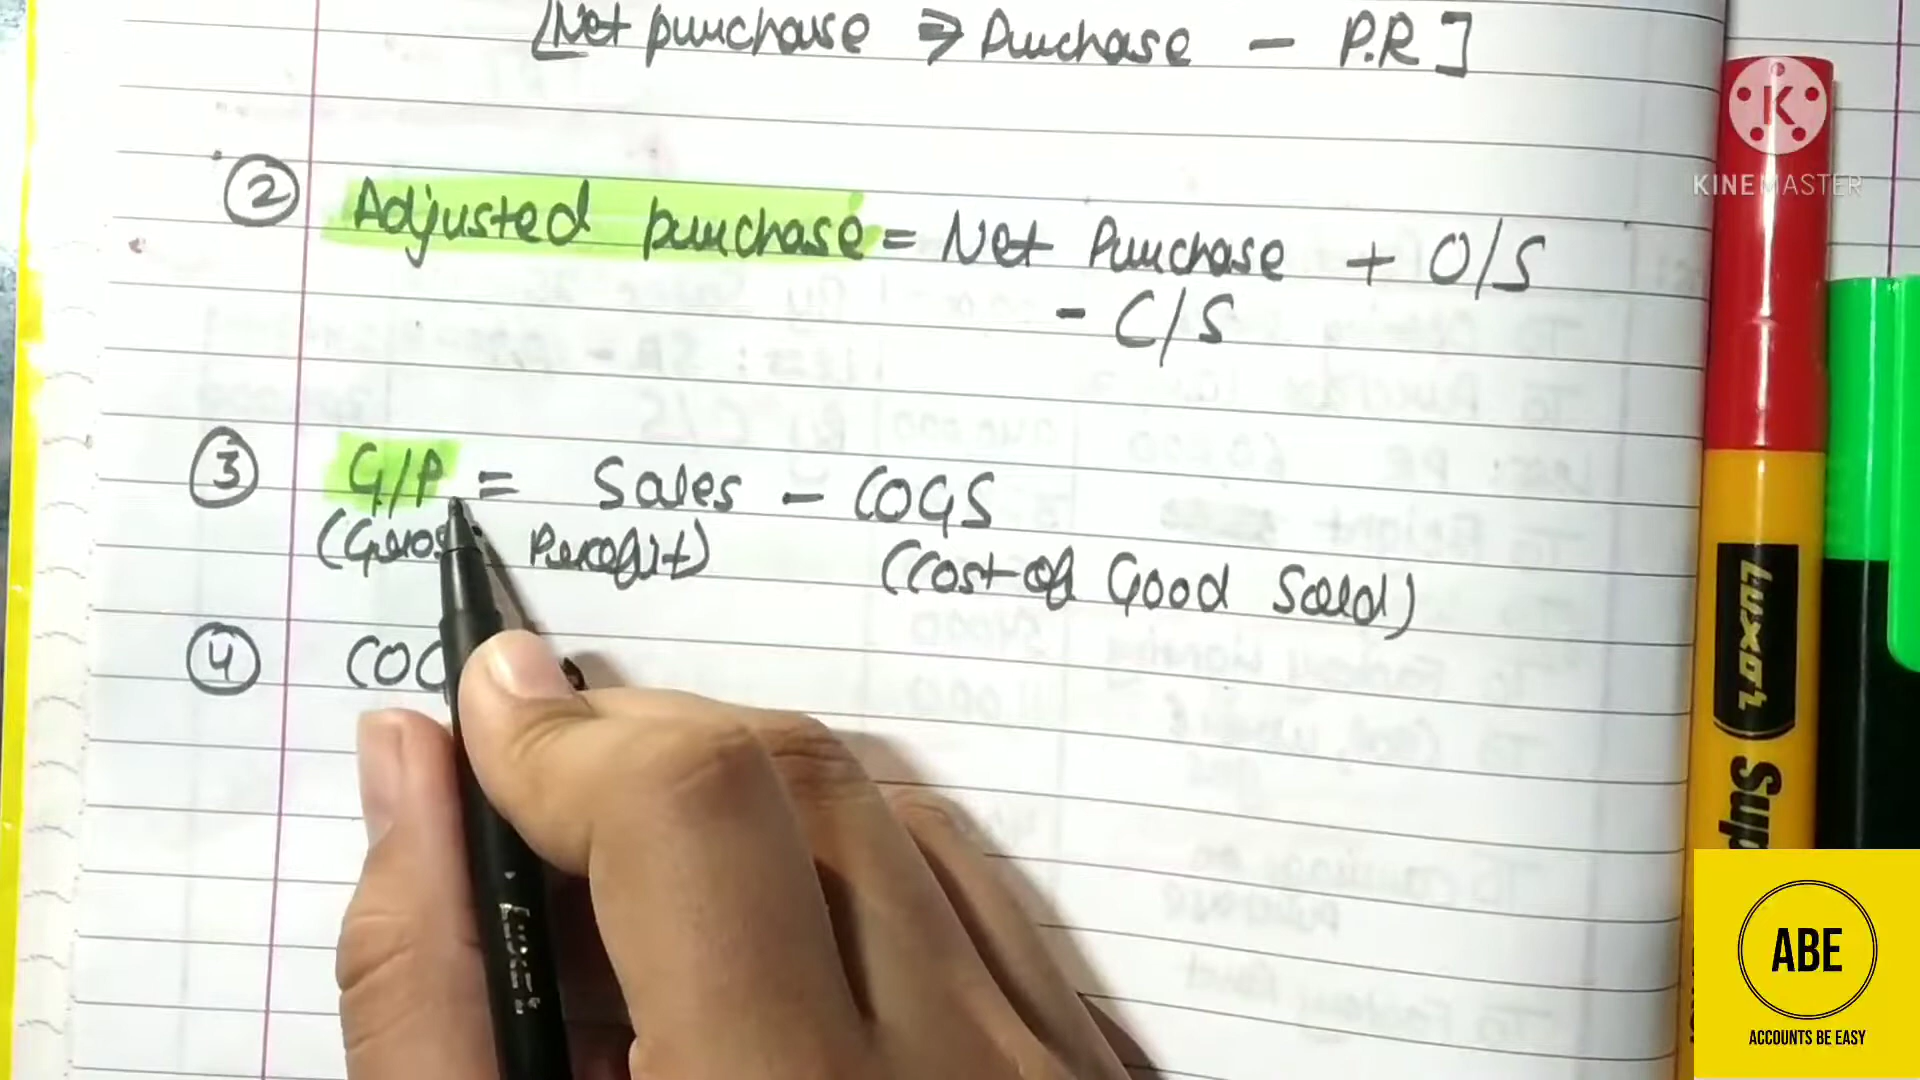 [Net purchase ⇒ Purchase - P.R]
② Adjusted purchase = Net Purchase + O/S
- C/S
③ G/P = Sales - COGS
(Gross Profit) (Cost of Good Sold)
④ COG
KINEMASTER
Luxor
ABE
ACCOUNTS BE EASY